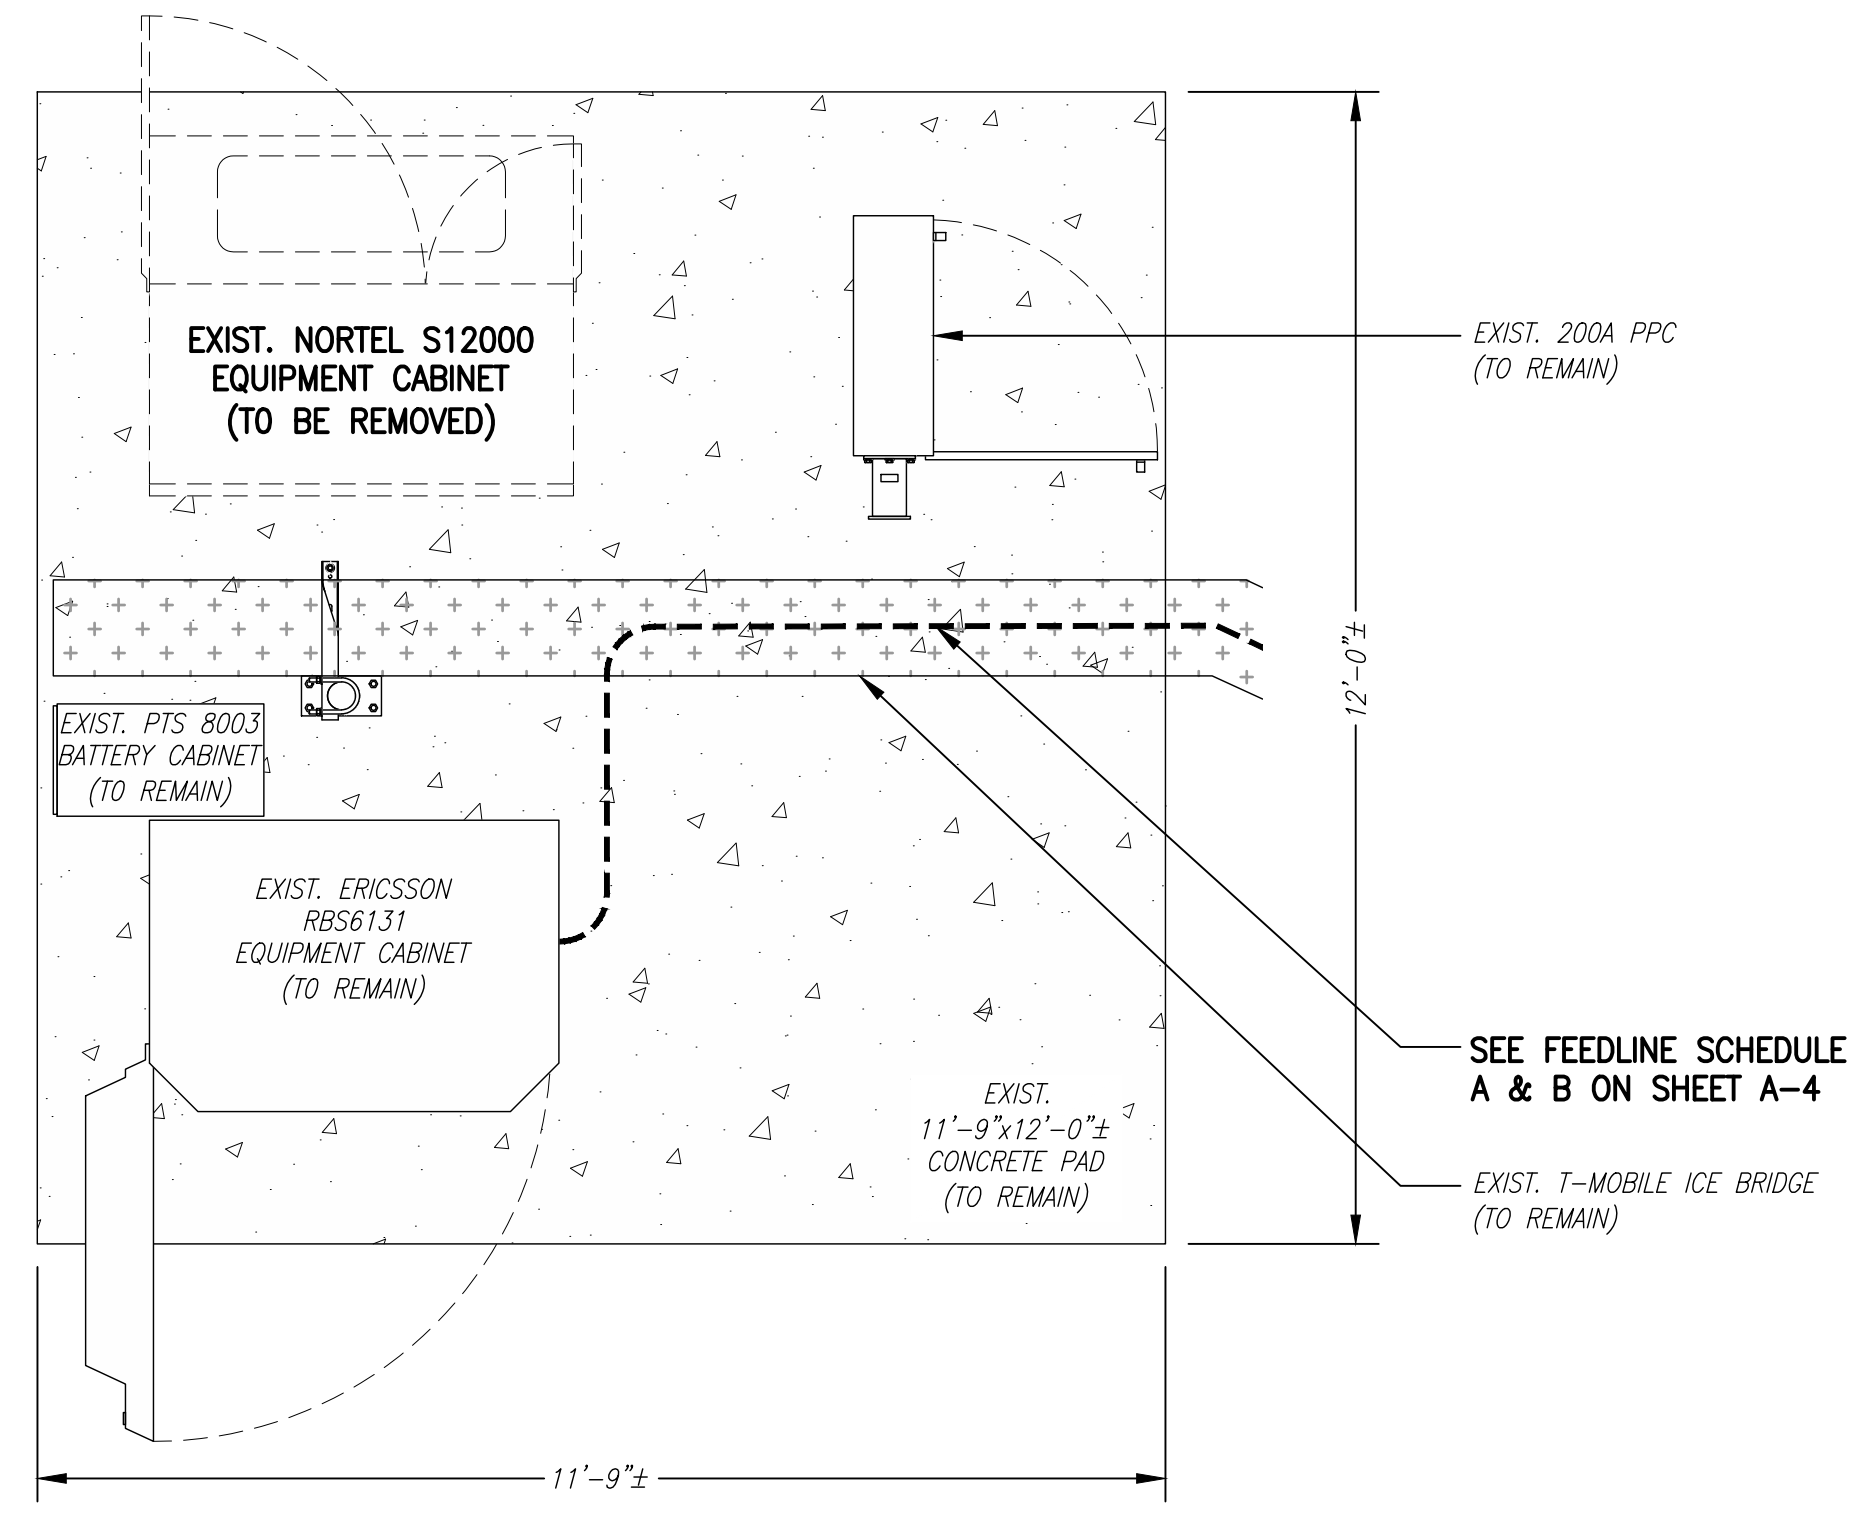 EXIST. NORTEL S12000
EQUIPMENT CABINET
(TO BE REMOVED)
EXIST. 200A PPC
(TO REMAIN)
12'-0"±
EXIST. PTS 8003
BATTERY CABINET
(TO REMAIN)
EXIST. ERICSSON
RBS6131
EQUIPMENT CABINET
(TO REMAIN)
SEE FEEDLINE SCHEDULE
A & B ON SHEET A-4
EXIST.
11'-9"x12'-0"±
CONCRETE PAD
(TO REMAIN)
EXIST. T-MOBILE ICE BRIDGE
(TO REMAIN)
11'-9"±